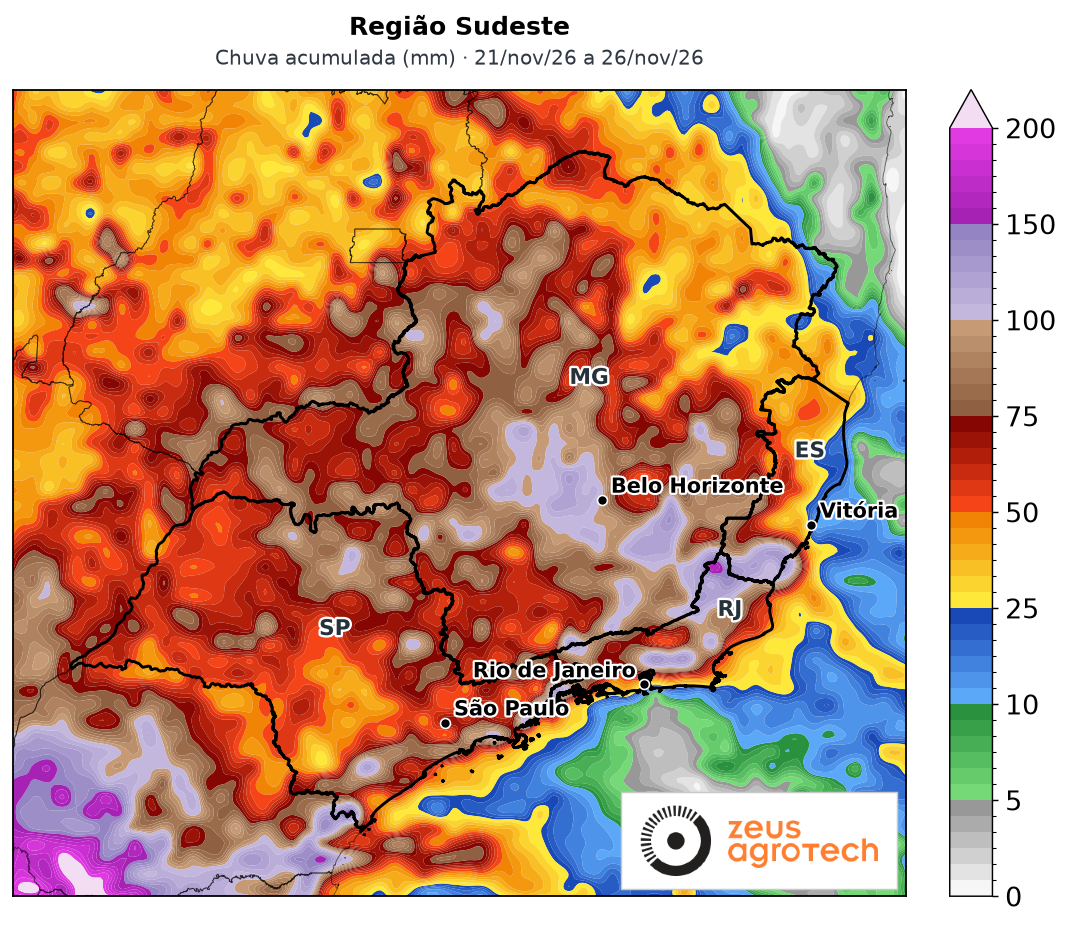 Região Sudeste
Chuva acumulada (mm) · 21/nov/26 a 26/nov/26
200
150
100
75
50
25
10
5
0
MG
ES
Belo Horizonte
Vitória
RJ
SP
Rio de Janeiro
São Paulo
zeus
agrotech